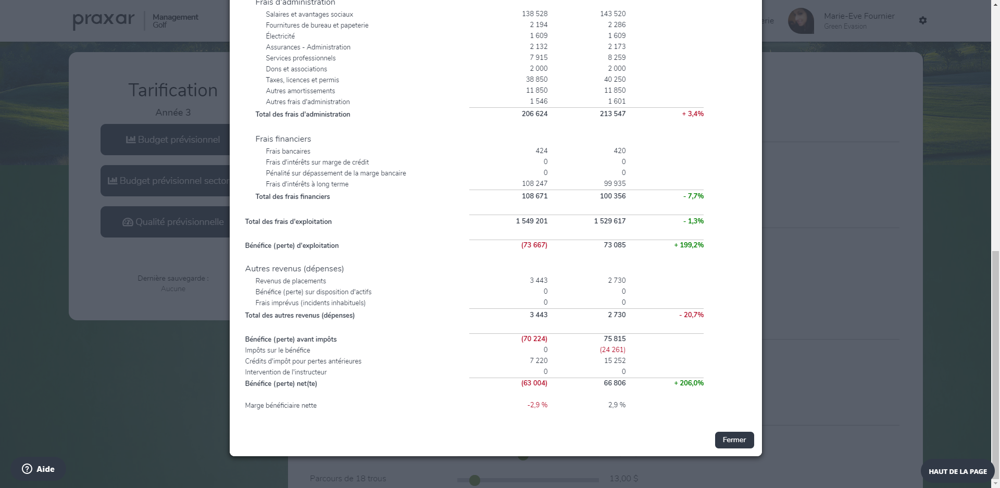 praxar
Management
Golf
erie
Marie-Eve Fournier
Green Evasion
Tarification
Année 3
Budget prévisionnel
Budget prévisionnel sector
Qualité prévisionnelle
Dernière sauvegarde :
Aucune
Frais d'administration
Salaires et avantages sociaux 138 528 143 520
Fournitures de bureau et papeterie 2 194 2 286
Électricité 1 609 1 609
Assurances - Administration 2 132 2 173
Services professionnels 7 915 8 259
Dons et associations 2 000 2 000
Taxes, licences et permis 38 850 40 250
Autres amortissements 11 850 11 850
Autres frais d'administration 1 546 1 601
Total des frais d'administration 206 624 213 547 + 3,4%
Frais financiers
Frais bancaires 424 420
Frais d'intérêts sur marge de crédit 0 0
Pénalité sur dépassement de la marge bancaire 0 0
Frais d'intérêts à long terme 108 247 99 935
Total des frais financiers 108 671 100 356 - 7,7%
Total des frais d'exploitation 1 549 201 1 529 617 - 1,3%
Bénéfice (perte) d'exploitation (73 667) 73 085 + 199,2%
Autres revenus (dépenses)
Revenus de placements 3 443 2 730
Bénéfice (perte) sur disposition d'actifs 0 0
Frais imprévus (incidents inhabituels) 0 0
Total des autres revenus (dépenses) 3 443 2 730 - 20,7%
Bénéfice (perte) avant impôts (70 224) 75 815
Impôts sur le bénéfice 0 (24 261)
Crédits d'impôt pour pertes antérieures 7 220 15 252
Intervention de l'instructeur 0 0
Bénéfice (perte) net(te) (63 004) 66 806 + 206,0%
Marge bénéficiaire nette -2,9 % 2,9 %
Fermer
Parcours de 18 trous 13,00 $
? Aide
HAUT DE LA PAGE